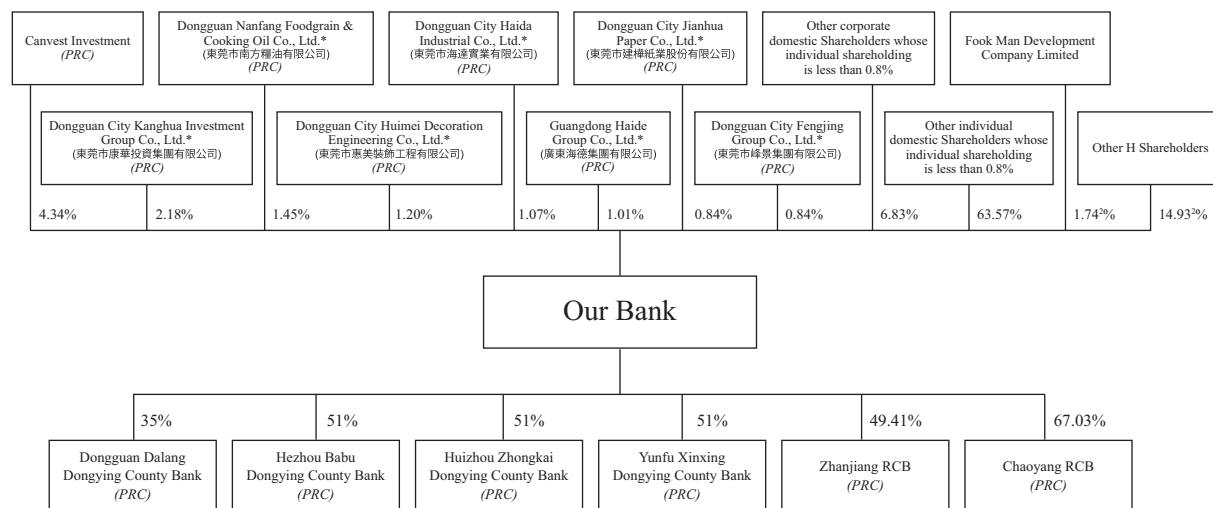 Canvest Investment
(PRC)
Dongguan Nanfang Foodgrain &
Cooking Oil Co., Ltd.*
(東莞市南方糧油有限公司)
(PRC)
Dongguan City Haida
Industrial Co., Ltd.*
(東莞市海達實業有限公司)
(PRC)
Dongguan City Jianhua
Paper Co., Ltd.*
(東莞市建樺紙業股份有限公司)
(PRC)
Other corporate
domestic Shareholders whose
individual shareholding
is less than 0.8%
Fook Man Development
Company Limited
Dongguan City Kanghua Investment
Group Co., Ltd.*
(東莞市康華投資集團有限公司)
(PRC)
Dongguan City Huimei Decoration
Engineering Co., Ltd.*
(東莞市惠美裝飾工程有限公司)
(PRC)
Guangdong Haide
Group Co., Ltd.*
(廣東海德集團有限公司)
(PRC)
Dongguan City Fengjing
Group Co., Ltd.*
(東莞市峰景集團有限公司)
(PRC)
Other individual
domestic Shareholders whose
individual shareholding
is less than 0.8%
Other H Shareholders
4.34%
2.18%
1.45%
1.20%
1.07%
1.01%
0.84%
0.84%
6.83%
63.57%
1.74²⁰%
14.93²%
Our Bank
35%
51%
51%
51%
49.41%
67.03%
Dongguan Dalang
Dongying County Bank
(PRC)
Hezhou Babu
Dongying County Bank
(PRC)
Huizhou Zhongkai
Dongying County Bank
(PRC)
Yunfu Xinxing
Dongying County Bank
(PRC)
Zhanjiang RCB
(PRC)
Chaoyang RCB
(PRC)